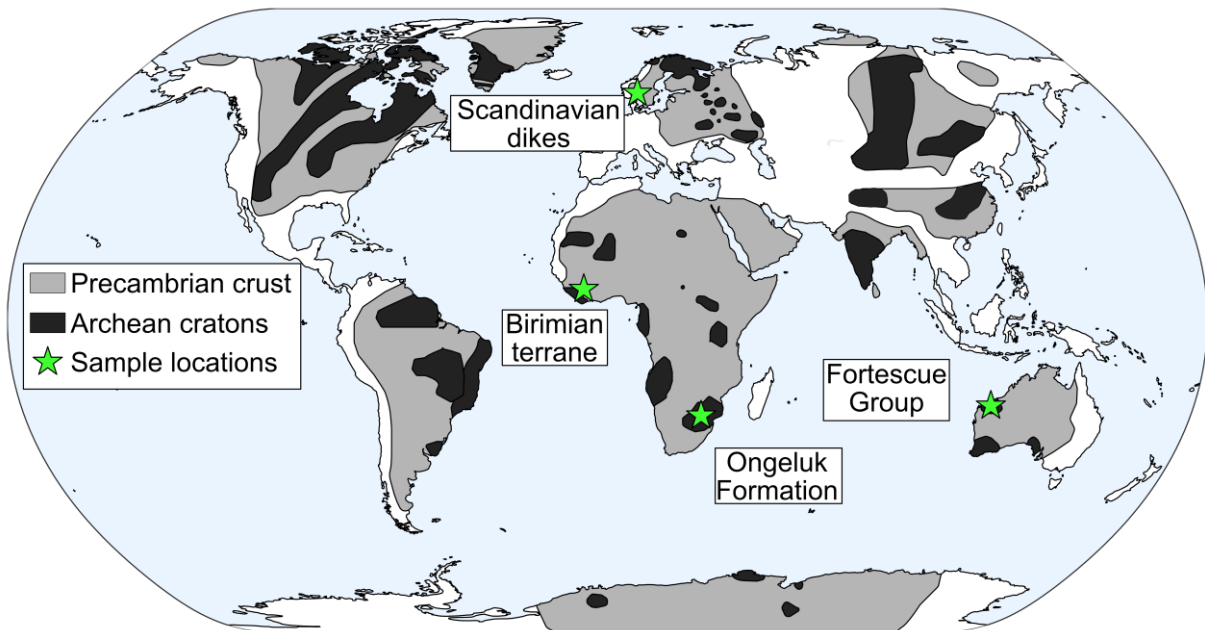 Scandinavian
dikes
Precambrian crust
Archean cratons
Sample locations
Birimian
terrane
Fortescue
Group
Ongeluk
Formation